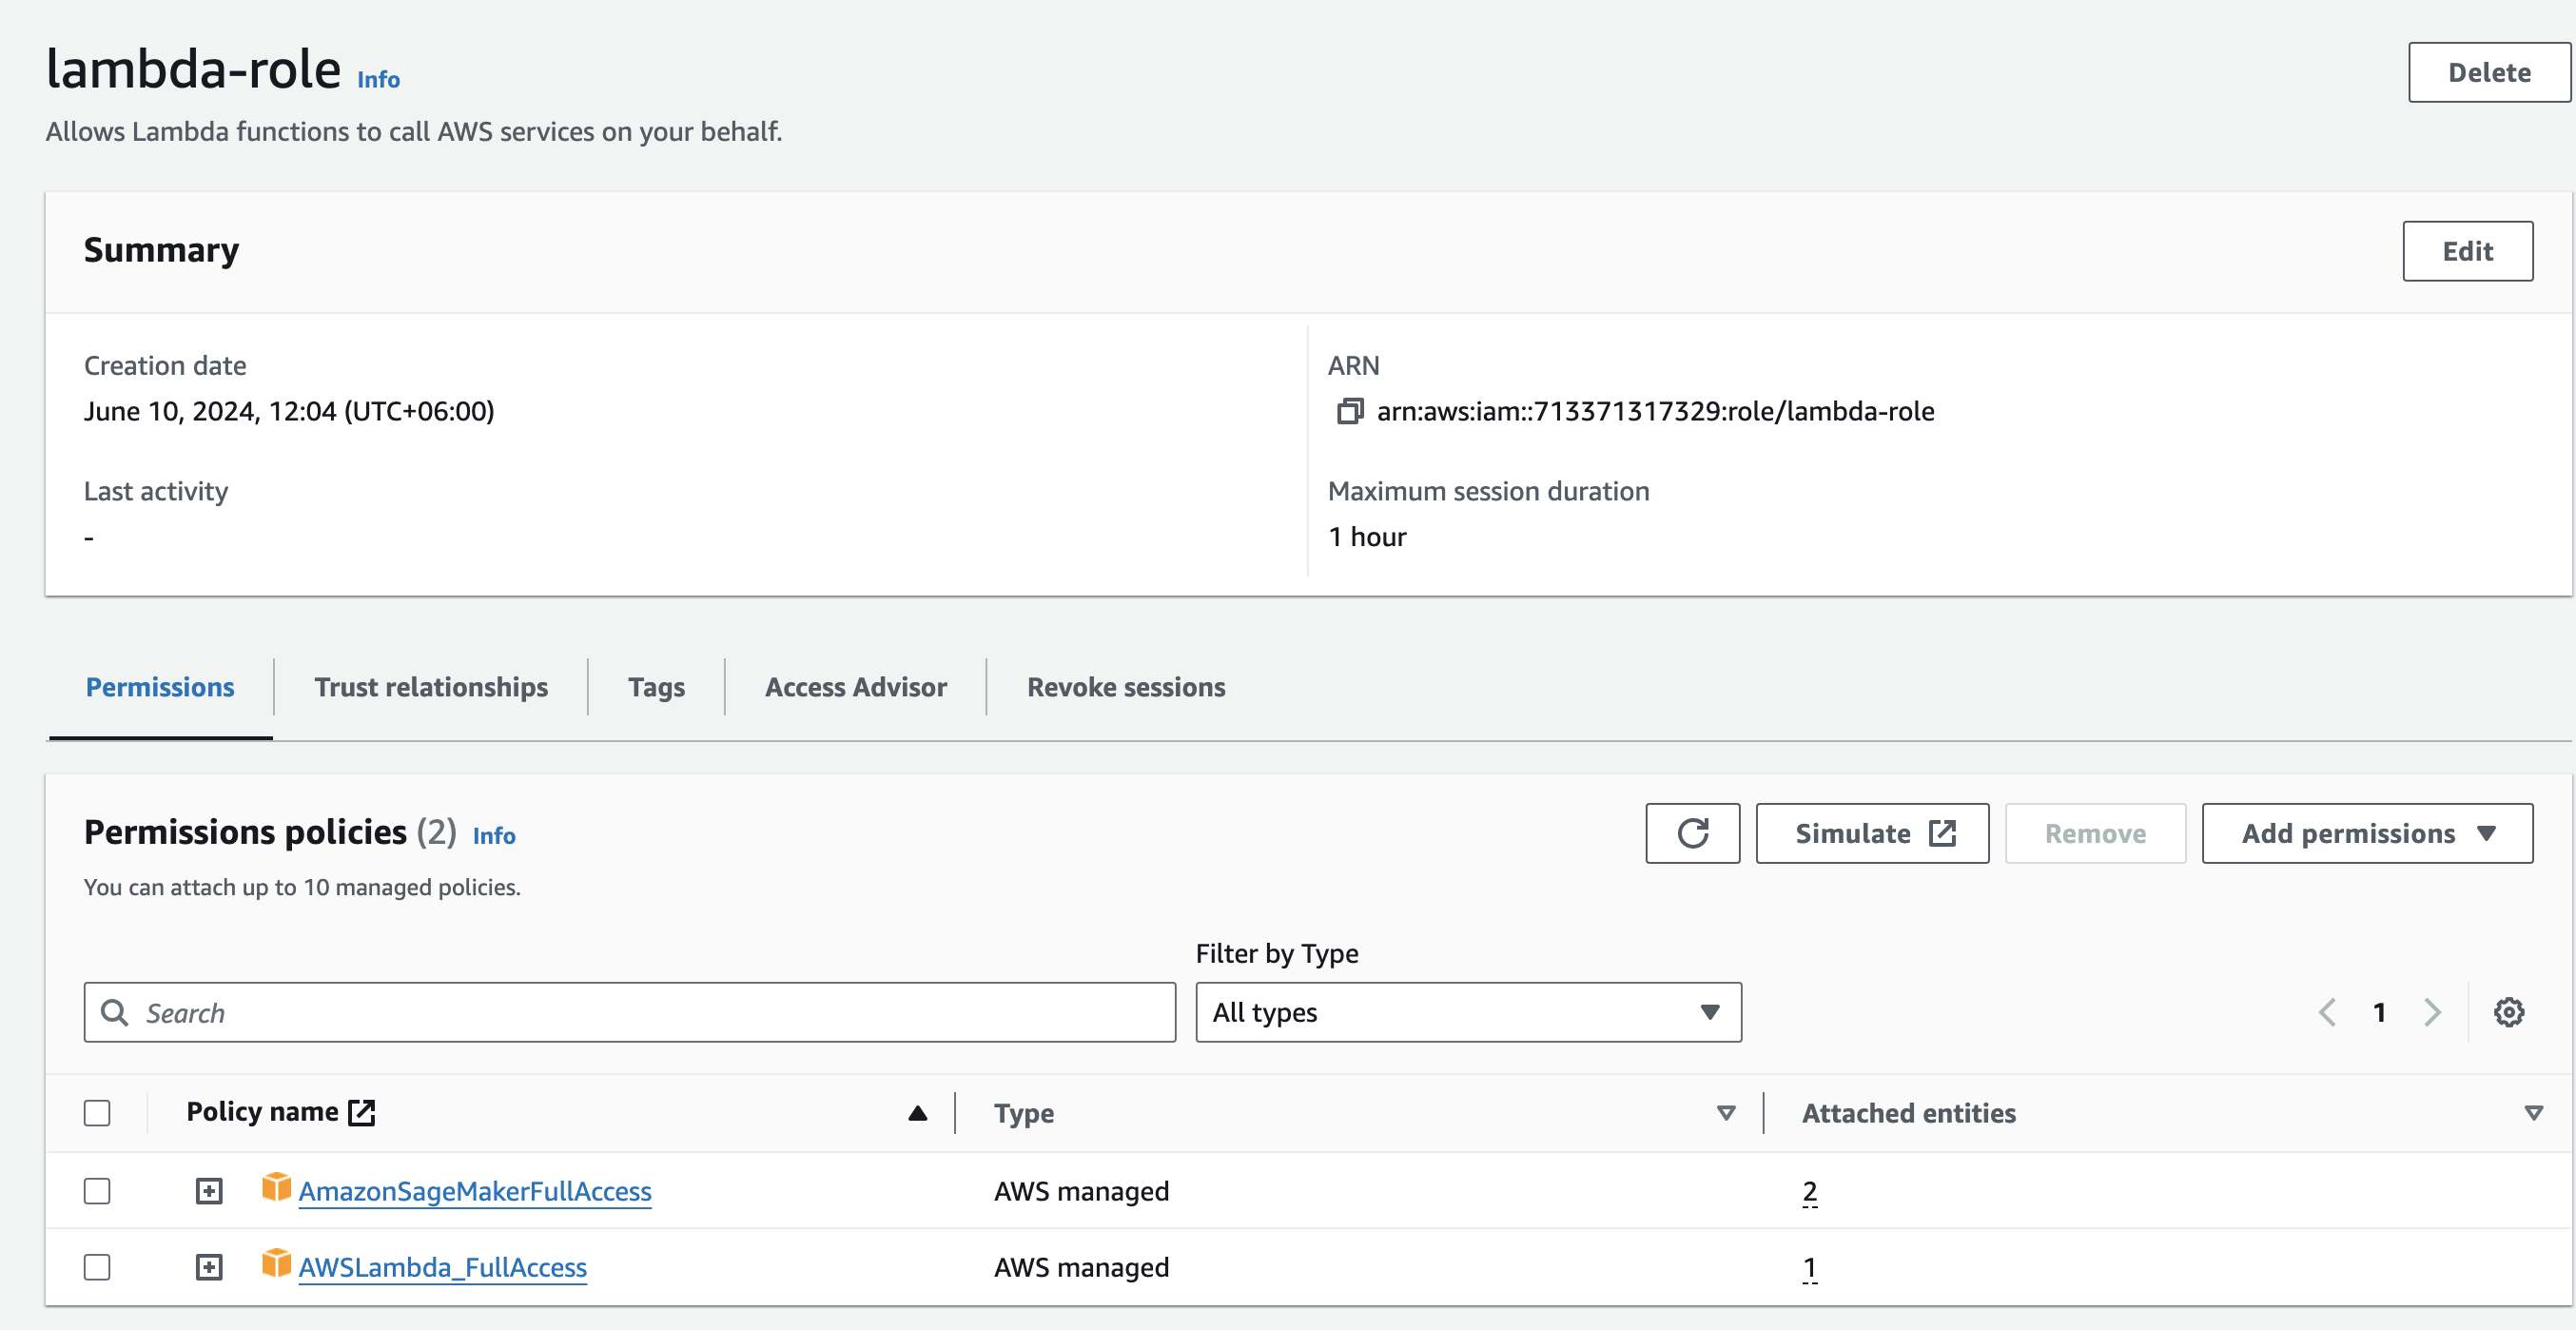 lambda-role Info
Delete
Allows Lambda functions to call AWS services on your behalf.
Summary
Edit
Creation date
June 10, 2024, 12:04 (UTC+06:00)
ARN
arn:aws:iam::713371317329:role/lambda-role
Last activity
-
Maximum session duration
1 hour
Permissions Trust relationships Tags Access Advisor Revoke sessions
Permissions policies (2) Info
Simulate Remove Add permissions
You can attach up to 10 managed policies.
Filter by Type
Search All types 1
Policy name Type Attached entities
AmazonSageMakerFullAccess AWS managed 2
AWSLambda_FullAccess AWS managed 1